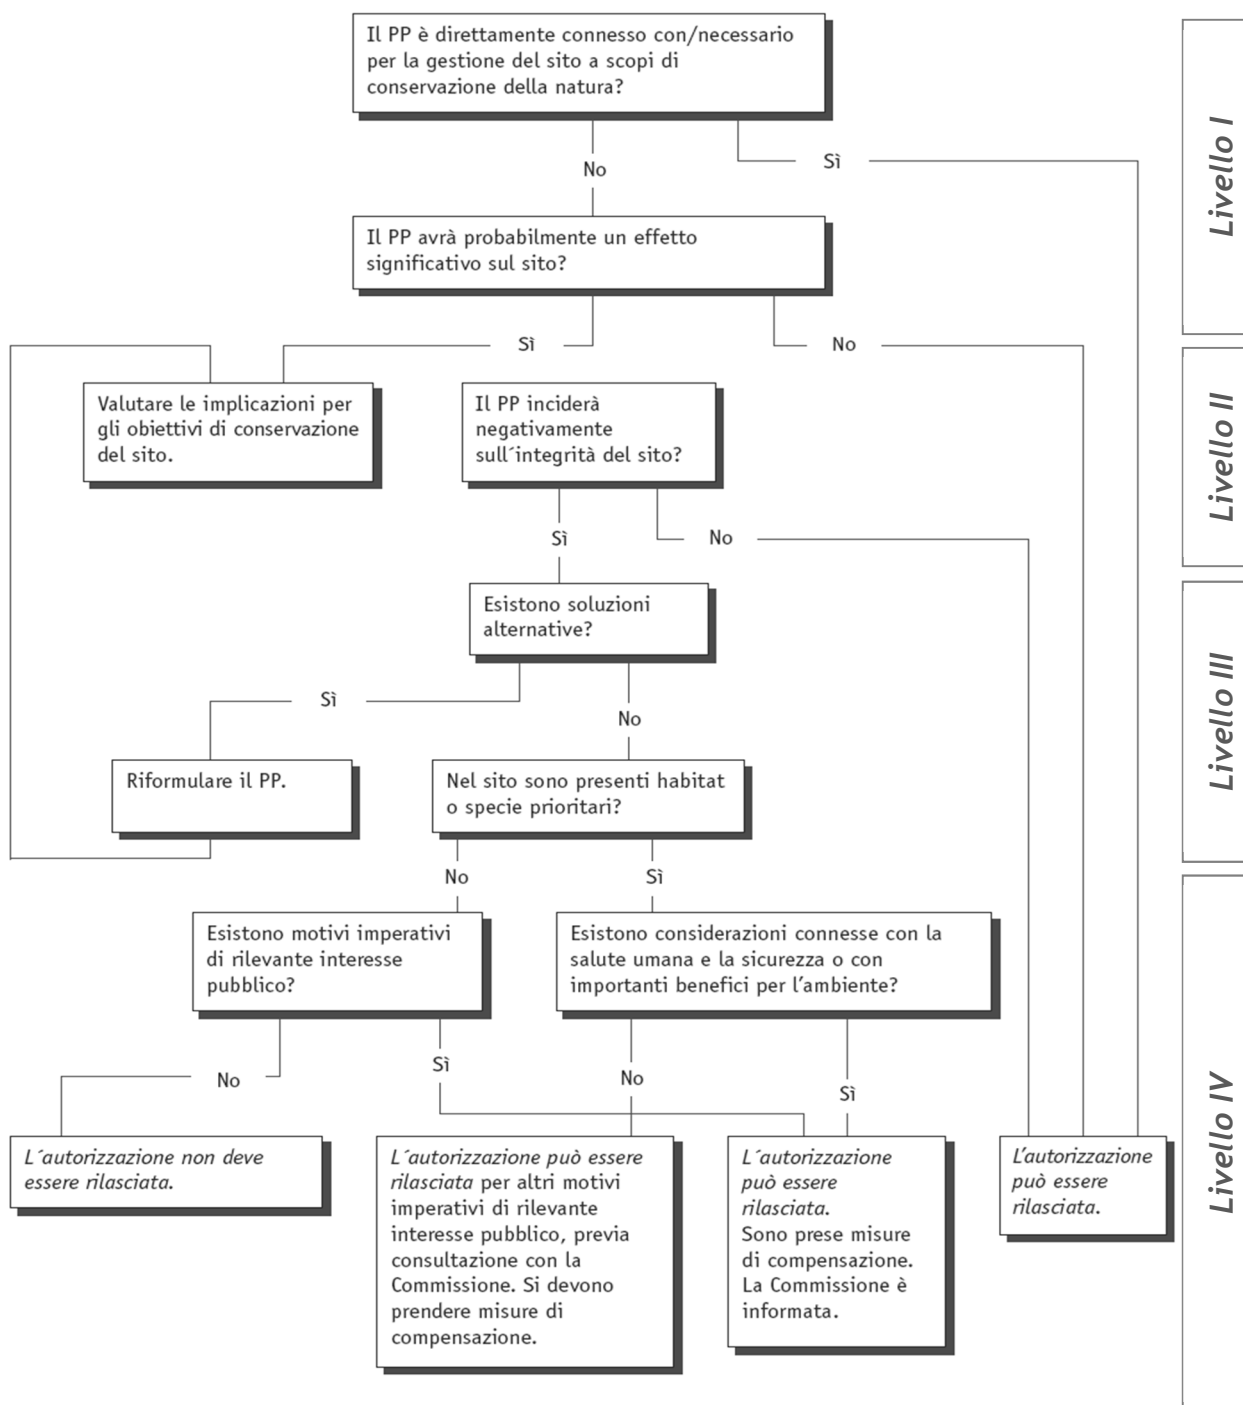 Il PP è direttamente connesso con/necessario
per la gestione del sito a scopi di
conservazione della natura?
Livello I
Sì
No
Il PP avrà probabilmente un effetto
significativo sul sito?
Sì
No
Valutare le implicazioni per
gli obiettivi di conservazione
del sito.
Il PP inciderà
negativamente
sull´integrità del sito?
Livello II
Sì
No
Esistono soluzioni
alternative?
Livello III
Sì
No
Riformulare il PP.
Nel sito sono presenti habitat
o specie prioritari?
No
Sì
Esistono motivi imperativi
di rilevante interesse
pubblico?
Esistono considerazioni connesse con la
salute umana e la sicurezza o con
importanti benefici per l'ambiente?
No
Sì
No
Sì
Livello IV
L´autorizzazione non deve
essere rilasciata.
L´autorizzazione può essere
rilasciata per altri motivi
imperativi di rilevante
interesse pubblico, previa
consultazione con la
Commissione. Si devono
prendere misure di
compensazione.
L´autorizzazione
può essere
rilasciata.
Sono prese misure
di compensazione.
La Commissione è
informata.
L'autorizzazione
può essere
rilasciata.